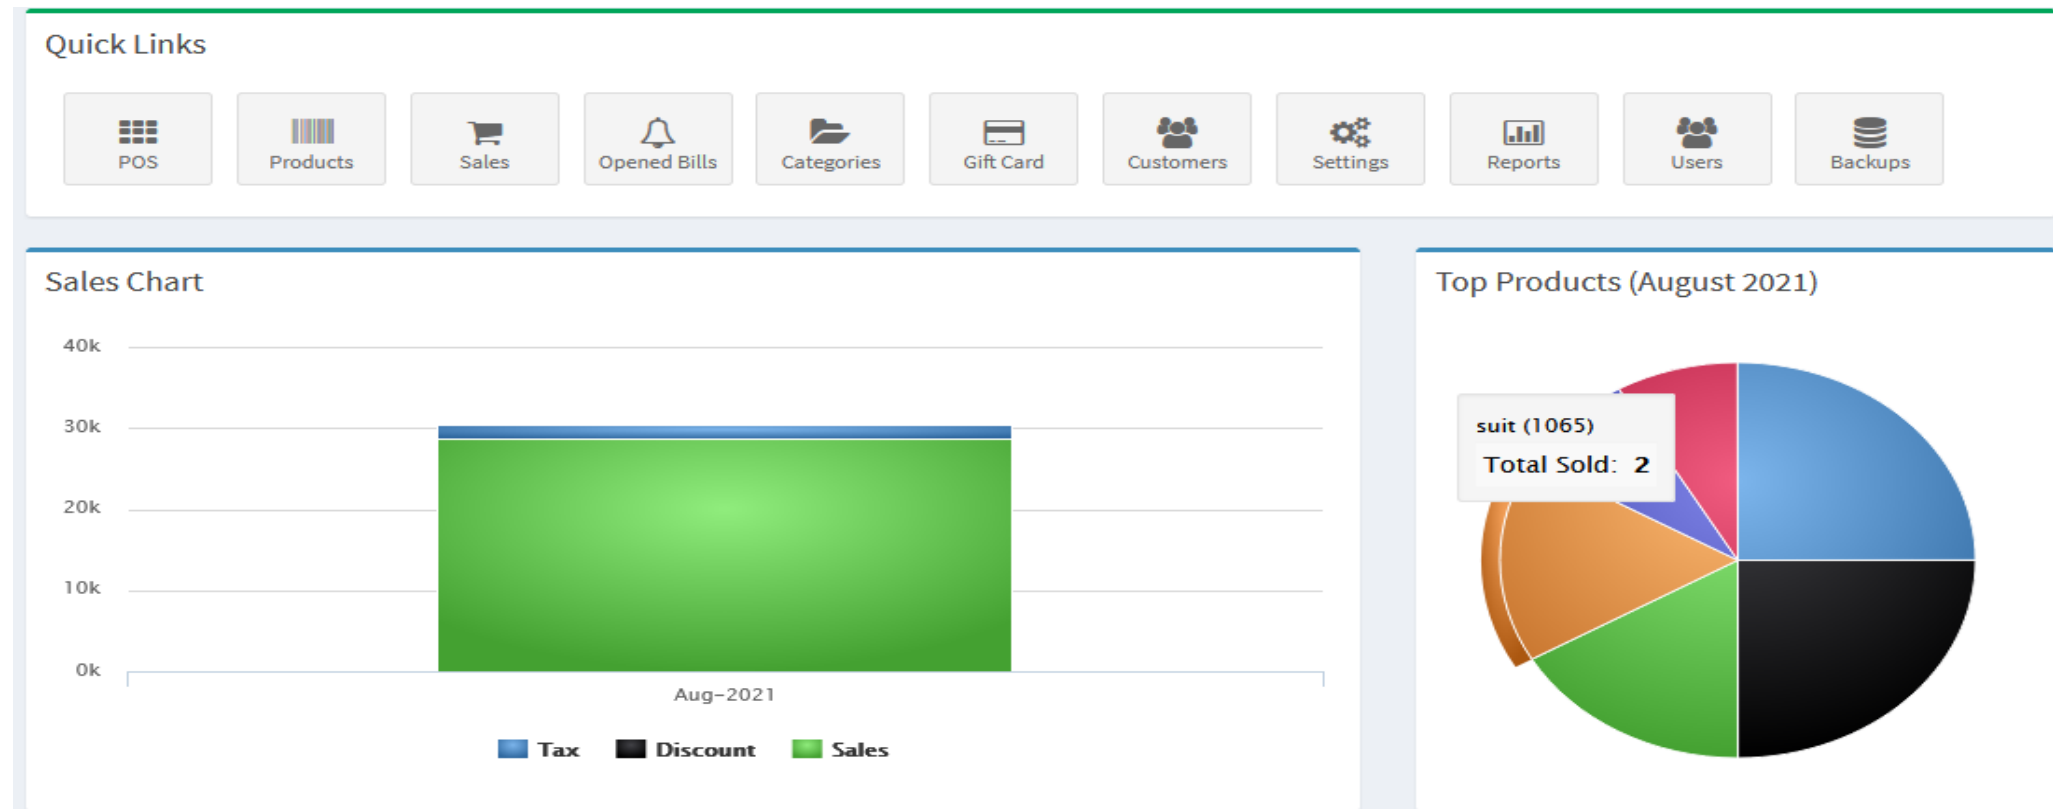 Quick Links
POS Products Sales Opened Bills Categories Gift Card Customers Settings Reports Users Backups
Sales Chart
40k
30k
20k
10k
0k
Aug-2021
Tax Discount Sales
Top Products (August 2021)
suit (1065)
Total Sold: 2